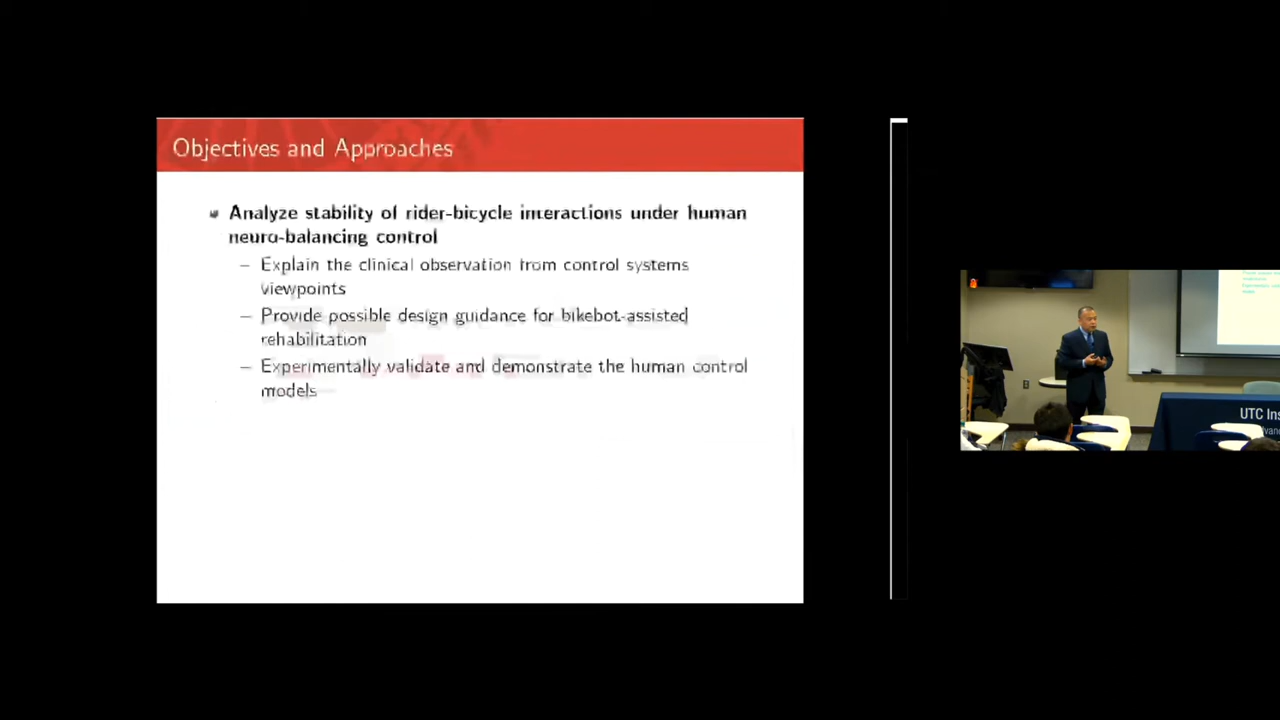 Objectives and Approaches
Analyze stability of rider-bicycle interactions under human
neuro-balancing control
– Explain the clinical observation from control systems
viewpoints
– Provide possible design guidance for bikebot-assisted
rehabilitation
– Experimentally validate and demonstrate the human control
models
UTC Ins